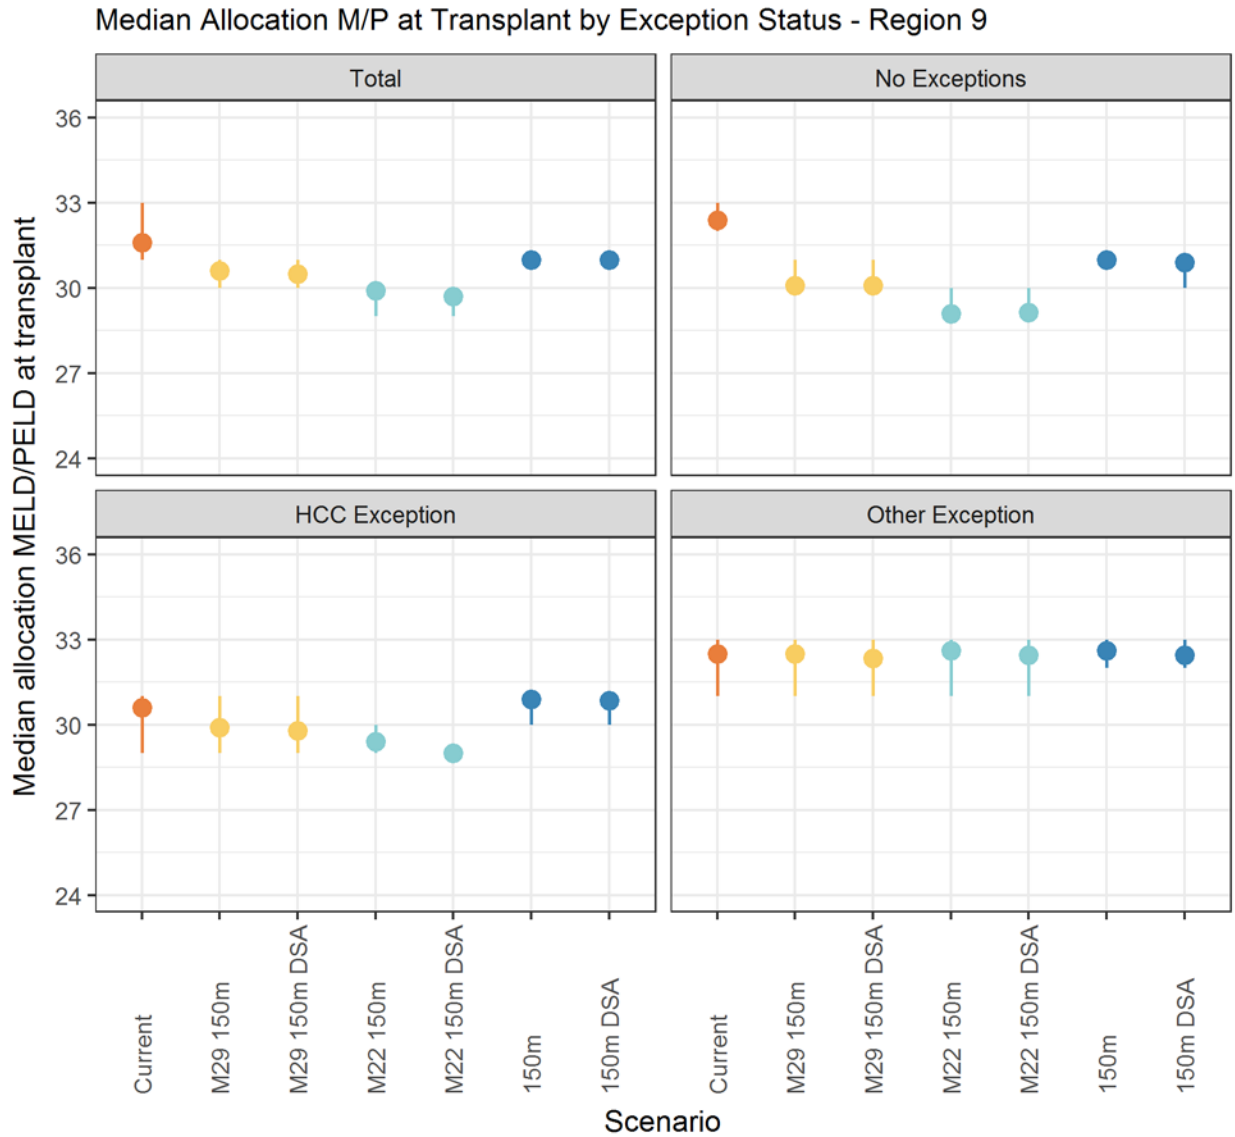 Median Allocation M/P at Transplant by Exception Status - Region 9
Total
No Exceptions
36
33
30
27
24
HCC Exception
Other Exception
36
33
30
27
24
Median allocation MELD/PELD at transplant
Current
M29 150m
M29 150m DSA
M22 150m
M22 150m DSA
150m
150m DSA
Current
M29 150m
M29 150m DSA
M22 150m
M22 150m DSA
150m
150m DSA
Scenario